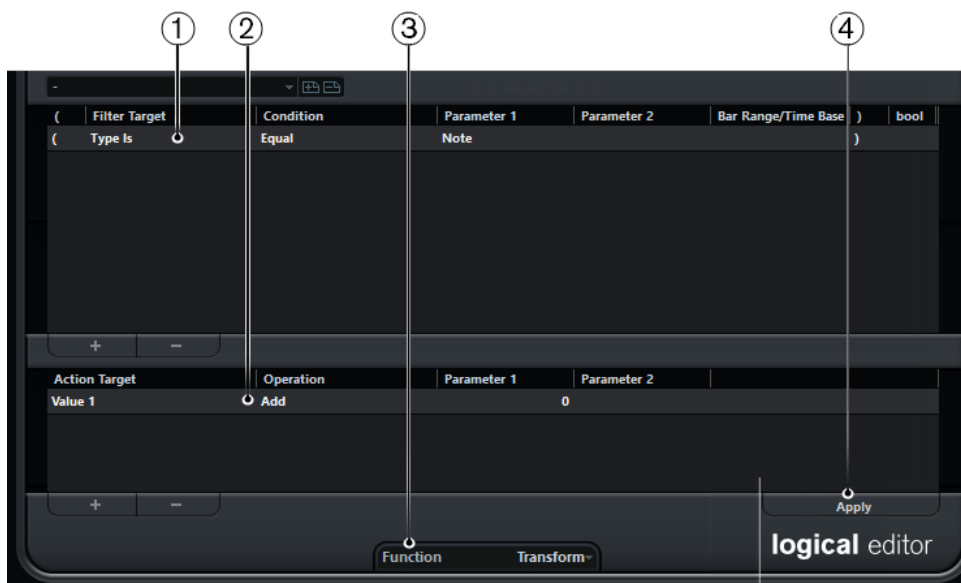 1 2 3 4
-
( Filter Target Condition Parameter 1 Parameter 2 Bar Range/Time Base ) bool
( Type Is Equal Note )
+ −
Action Target Operation Parameter 1 Parameter 2
Value 1 Add 0
+ −
Apply
Function Transform
logical editor